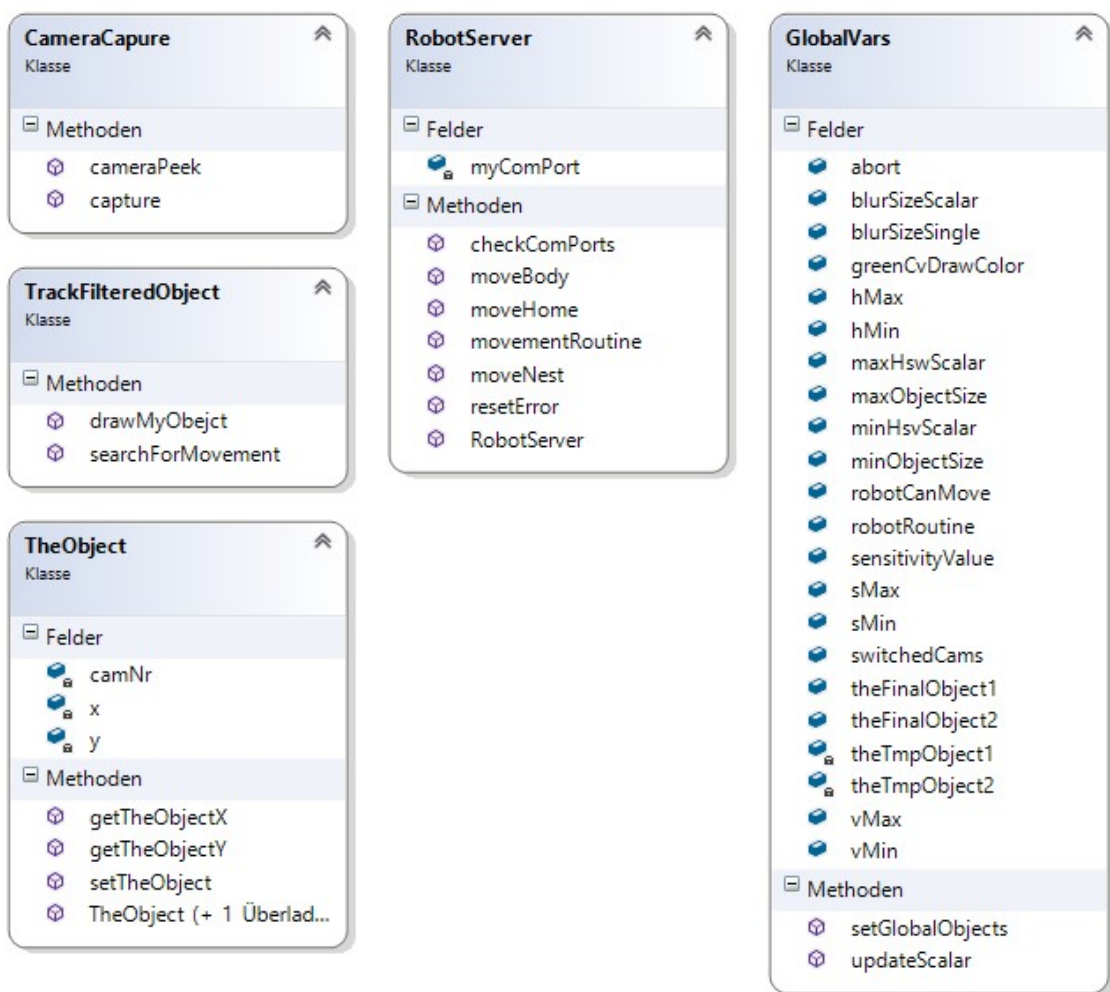 CameraCapure
Klasse
Methoden
cameraPeek
capture
TrackFilteredObject
Klasse
Methoden
drawMyObejct
searchForMovement
TheObject
Klasse
Felder
camNr
x
y
Methoden
getTheObjectX
getTheObjectY
setTheObject
TheObject (+ 1 Überlad...
RobotServer
Klasse
Felder
myComPort
Methoden
checkComPorts
moveBody
moveHome
movementRoutine
moveNest
resetError
RobotServer
GlobalVars
Klasse
Felder
abort
blurSizeScalar
blurSizeSingle
greenCvDrawColor
hMax
hMin
maxHswScalar
maxObjectSize
minHsvScalar
minObjectSize
robotCanMove
robotRoutine
sensitivityValue
sMax
sMin
switchedCams
theFinalObject1
theFinalObject2
theTmpObject1
theTmpObject2
vMax
vMin
Methoden
setGlobalObjects
updateScalar